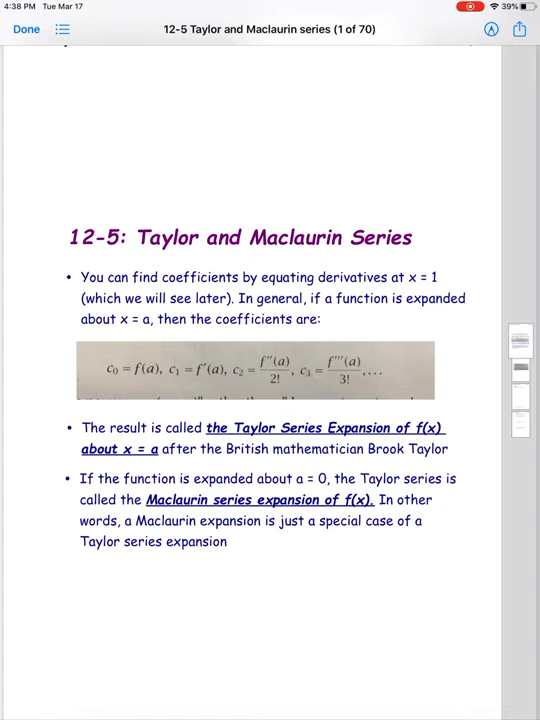 4:38 PM Tue Mar 17
39%
Done
12-5 Taylor and Maclaurin series (1 of 70)
12-5: Taylor and Maclaurin Series
• You can find coefficients by equating derivatives at x = 1
(which we will see later). In general, if a function is expanded
about x = a, then the coefficients are:
c₀ = f(a), c₁ = f'(a), c₂ = f''(a)/2!, c₃ = f'''(a)/3!, . . .
• The result is called the Taylor Series Expansion of f(x)
about x = a after the British mathematician Brook Taylor
• If the function is expanded about a = 0, the Taylor series is
called the Maclaurin series expansion of f(x). In other
words, a Maclaurin expansion is just a special case of a
Taylor series expansion